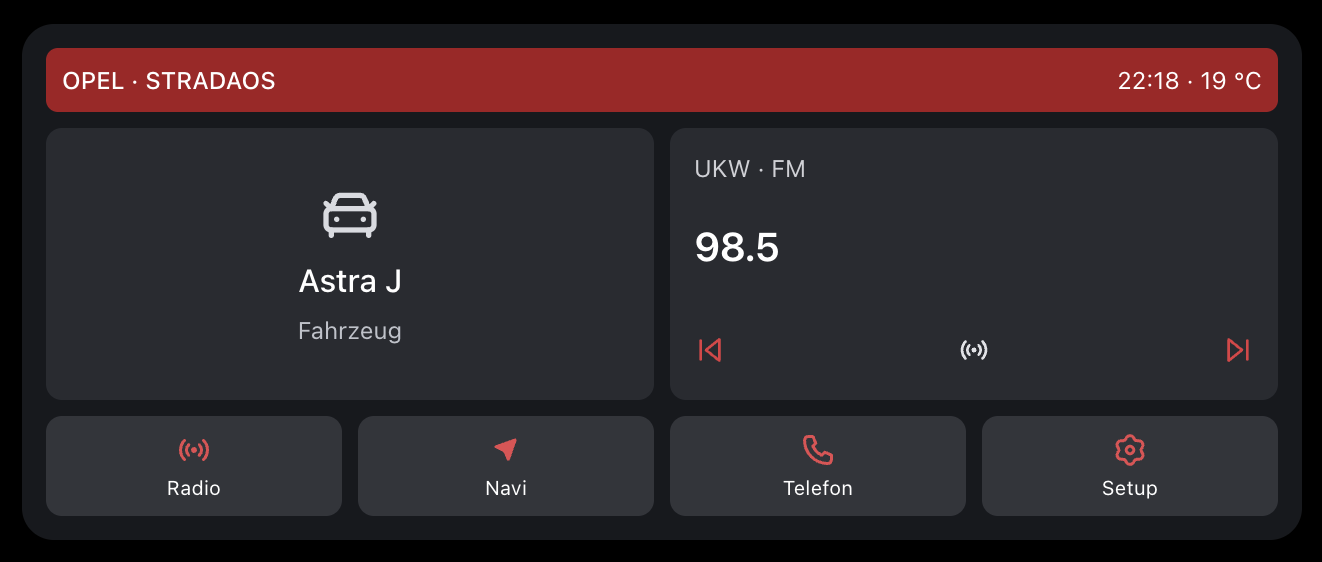 OPEL · STRADAOS
22:18 · 19 °C
Astra J
Fahrzeug
UKW · FM
98.5
Radio
Navi
Telefon
Setup